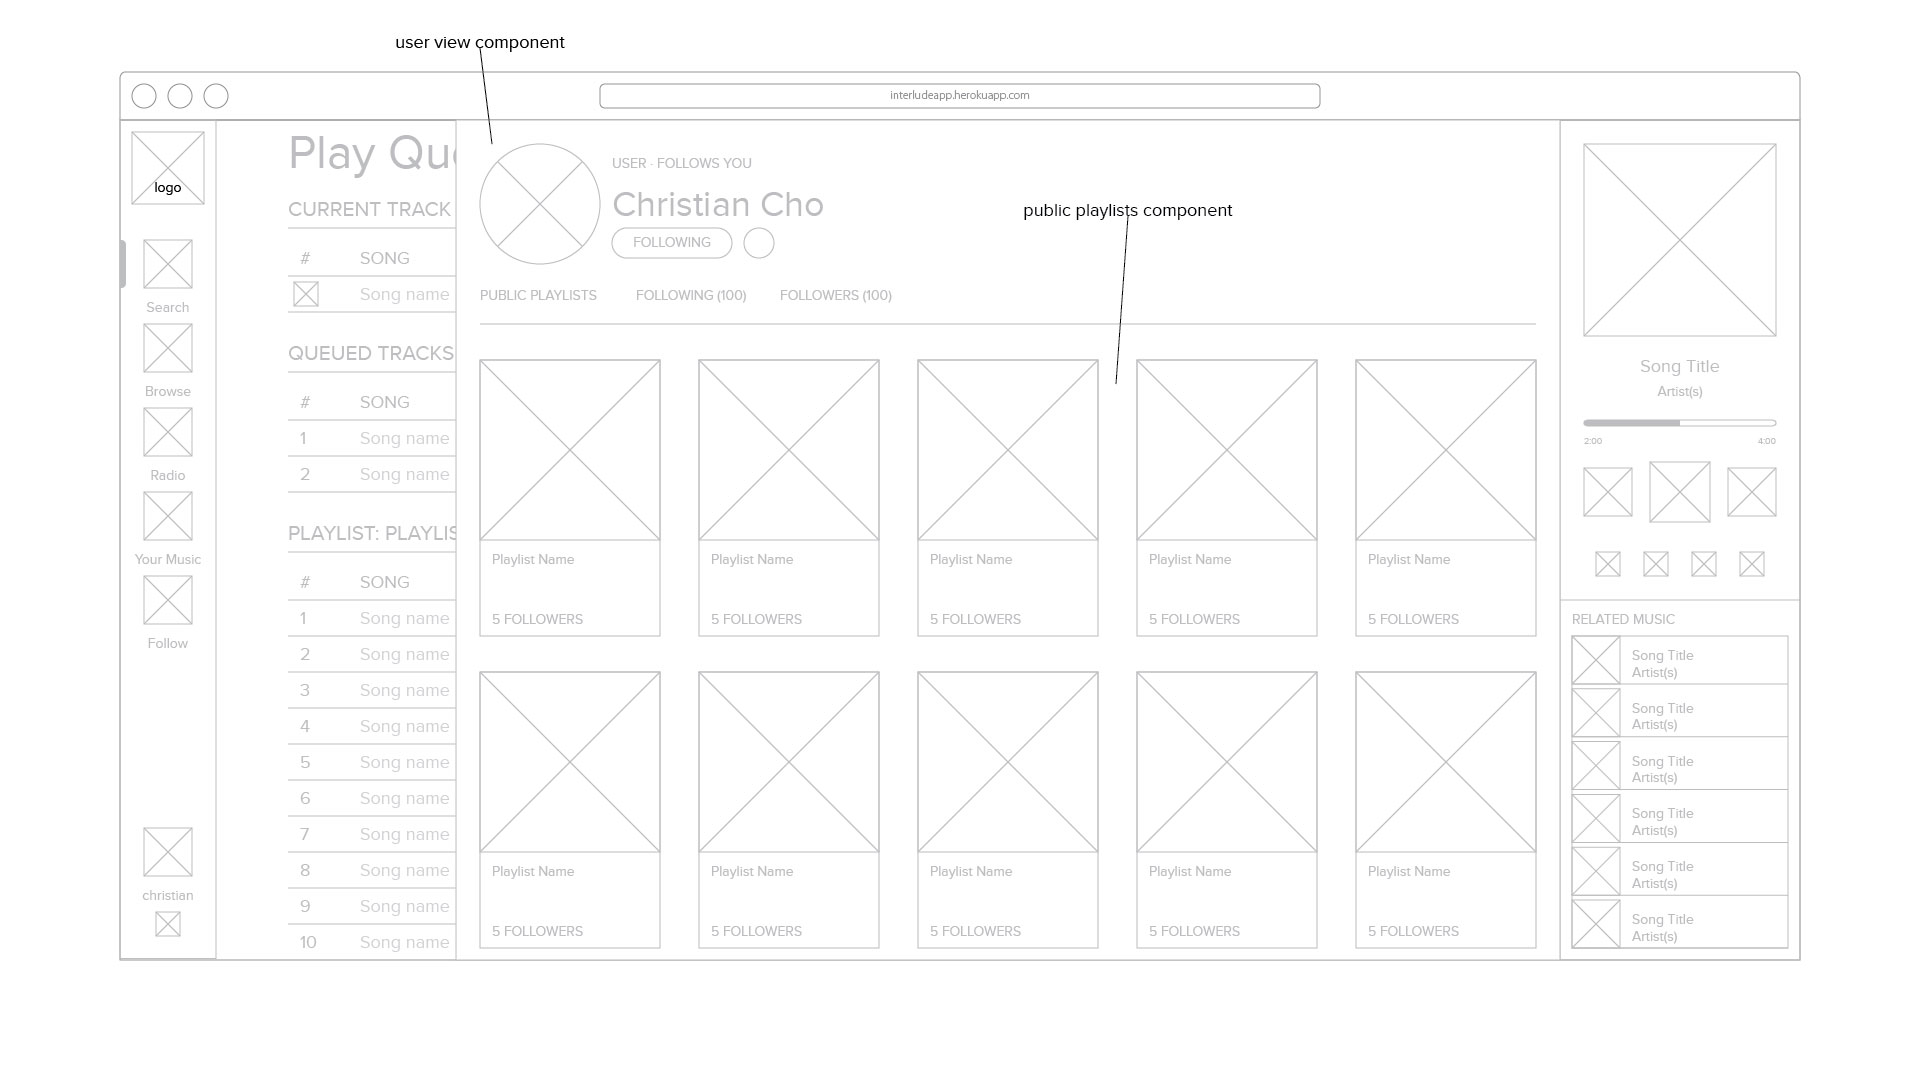 user view component
interludeapp.herokuapp.com
logo
Search
Browse
Radio
Your Music
Follow
christian
Play Que
CURRENT TRACK
# SONG
Song name
QUEUED TRACKS
# SONG
1 Song name
2 Song name
PLAYLIST: PLAYLIS
# SONG
1 Song name
2 Song name
3 Song name
4 Song name
5 Song name
6 Song name
7 Song name
8 Song name
9 Song name
10 Song name
USER · FOLLOWS YOU
Christian Cho
FOLLOWING
public playlists component
PUBLIC PLAYLISTS FOLLOWING (100) FOLLOWERS (100)
Playlist Name Playlist Name Playlist Name Playlist Name Playlist Name
5 FOLLOWERS 5 FOLLOWERS 5 FOLLOWERS 5 FOLLOWERS 5 FOLLOWERS
Playlist Name Playlist Name Playlist Name Playlist Name Playlist Name
5 FOLLOWERS 5 FOLLOWERS 5 FOLLOWERS 5 FOLLOWERS 5 FOLLOWERS
Song Title
Artist(s)
2:00 4:00
RELATED MUSIC
Song Title
Artist(s)
Song Title
Artist(s)
Song Title
Artist(s)
Song Title
Artist(s)
Song Title
Artist(s)
Song Title
Artist(s)